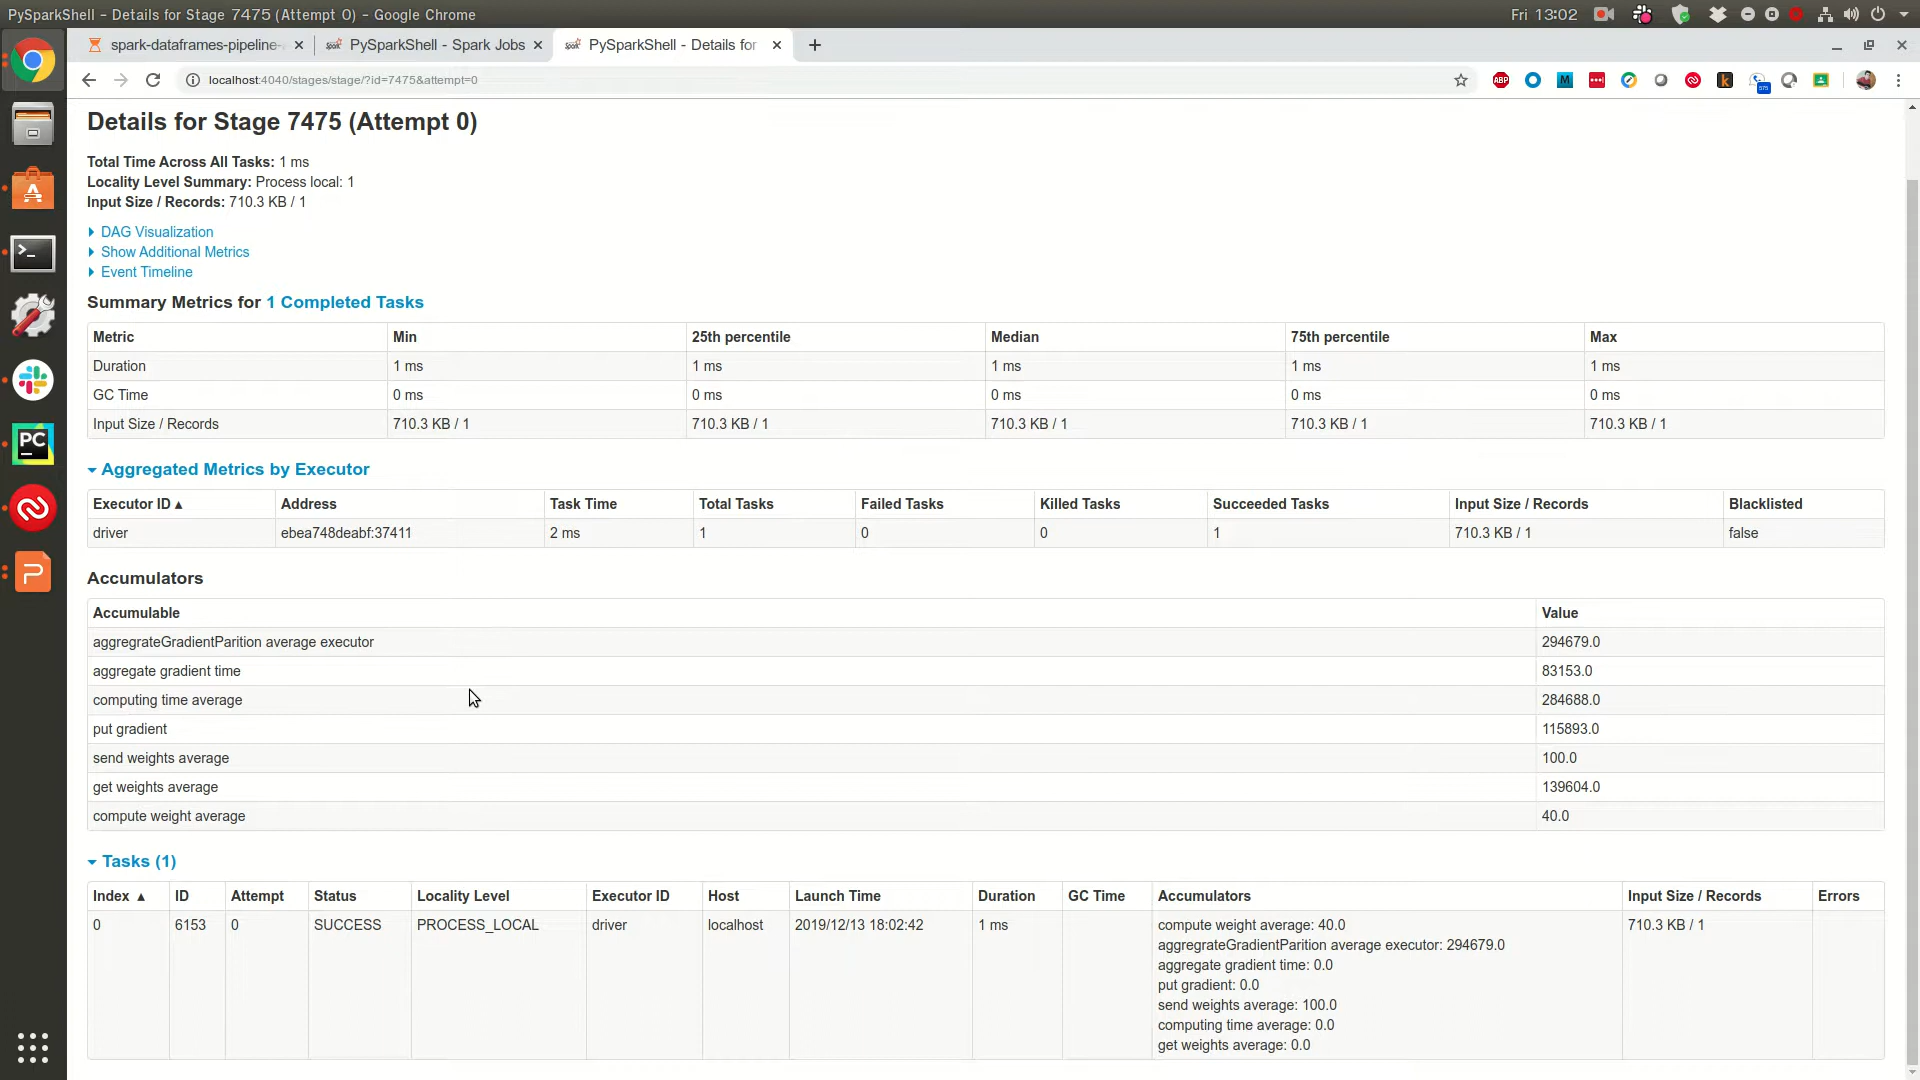 PySparkShell - Details for Stage 7475 (Attempt 0) - Google Chrome
Fri 13:02
spark-dataframes-pipeline-
PySparkShell - Spark Jobs
PySparkShell - Details for
localhost:4040/stages/stage/?id=7475&attempt=0
ABP
M
k
575
Details for Stage 7475 (Attempt 0)
Total Time Across All Tasks: 1 ms
Locality Level Summary: Process local: 1
Input Size / Records: 710.3 KB / 1
DAG Visualization
Show Additional Metrics
Event Timeline
Summary Metrics for 1 Completed Tasks
Metric Min 25th percentile Median 75th percentile Max
Duration 1 ms 1 ms 1 ms 1 ms 1 ms
GC Time 0 ms 0 ms 0 ms 0 ms 0 ms
Input Size / Records 710.3 KB / 1 710.3 KB / 1 710.3 KB / 1 710.3 KB / 1 710.3 KB / 1
Aggregated Metrics by Executor
Executor ID ▴ Address Task Time Total Tasks Failed Tasks Killed Tasks Succeeded Tasks Input Size / Records Blacklisted
driver ebea748deabf:37411 2 ms 1 0 0 1 710.3 KB / 1 false
Accumulators
Accumulable Value
aggregrateGradientParition average executor 294679.0
aggregate gradient time 83153.0
computing time average 284688.0
put gradient 115893.0
send weights average 100.0
get weights average 139604.0
compute weight average 40.0
Tasks (1)
Index ▴ ID Attempt Status Locality Level Executor ID Host Launch Time Duration GC Time Accumulators Input Size / Records Errors
0 6153 0 SUCCESS PROCESS_LOCAL driver localhost 2019/12/13 18:02:42 1 ms compute weight average: 40.0 710.3 KB / 1
aggregrateGradientParition average executor: 294679.0
aggregate gradient time: 0.0
put gradient: 0.0
send weights average: 100.0
computing time average: 0.0
get weights average: 0.0
A
PC
P